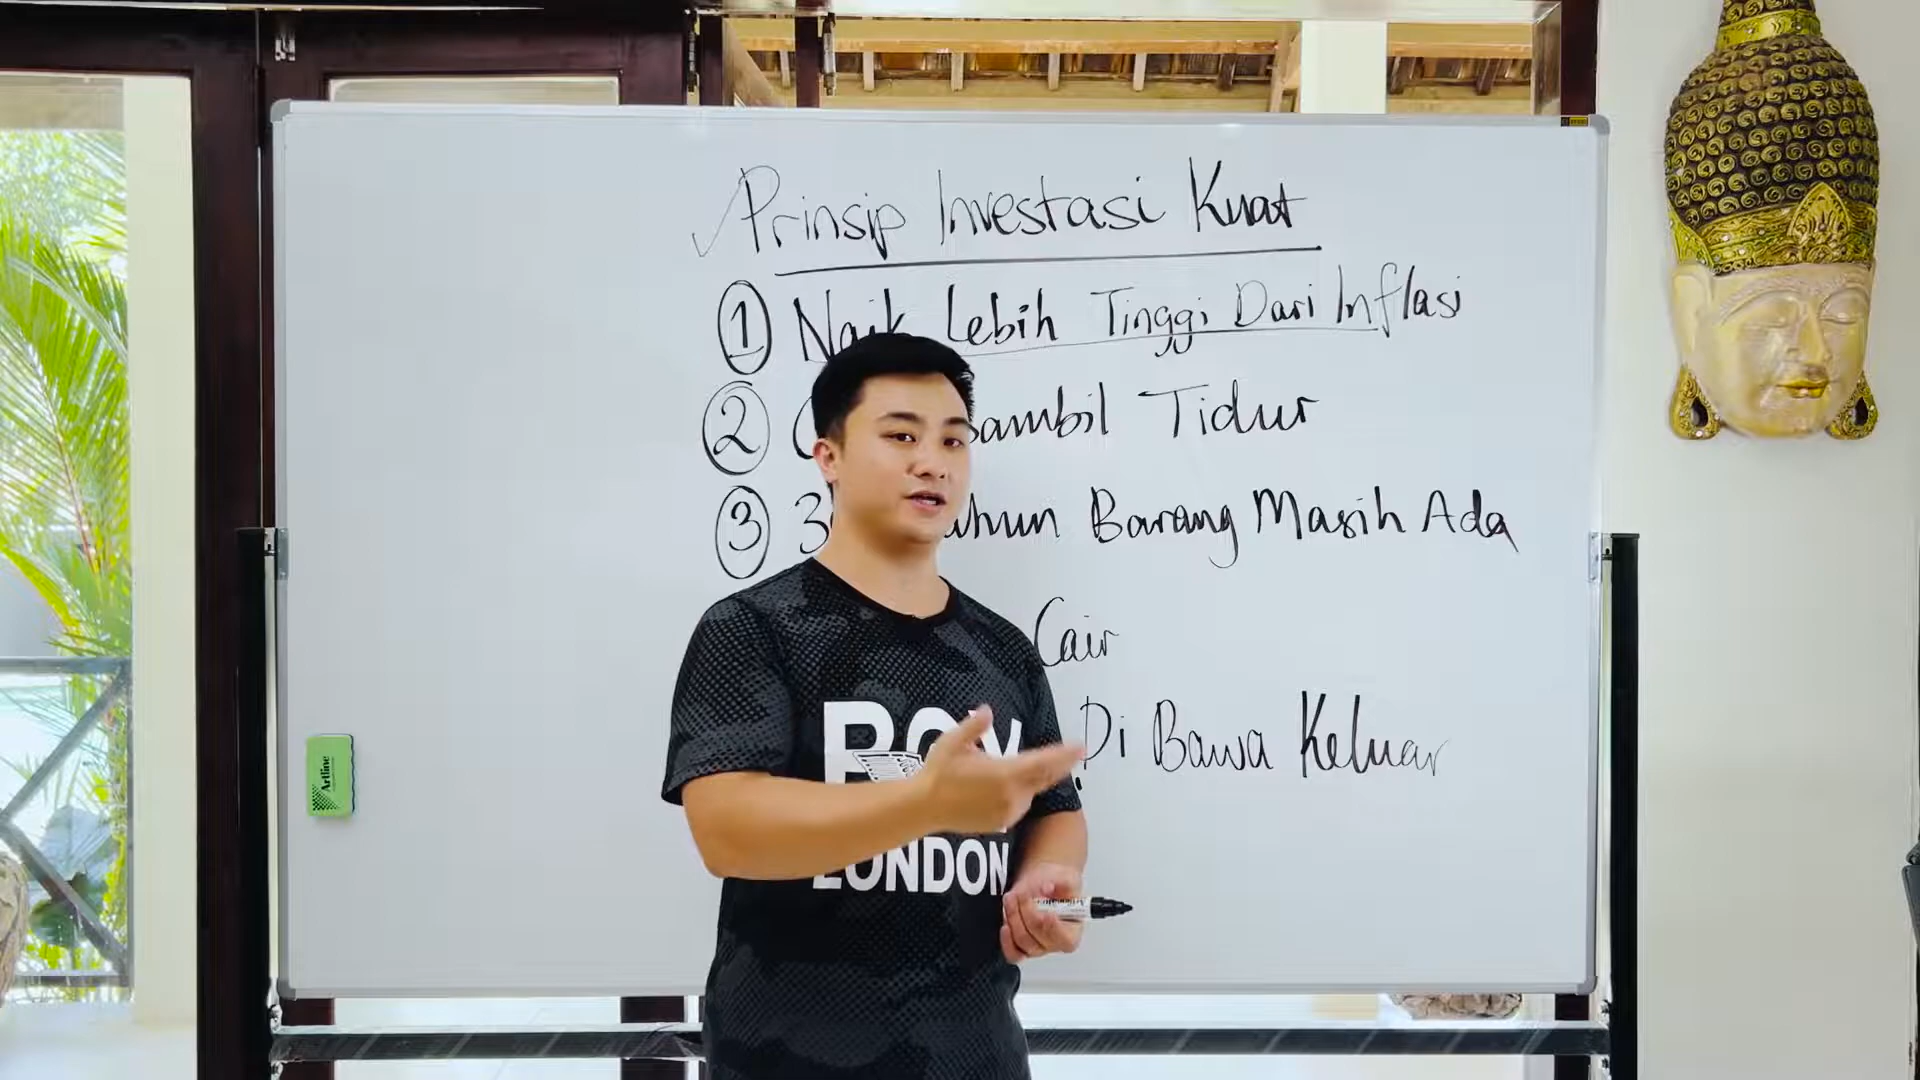 Prinsip Investasi Kuat
1 Naik Lebih Tinggi Dari Inflasi
2 Sambil Tidur
3 Barang Masih Ada
Cair
Di Bawa Keluar
Artline
BOY
LONDON